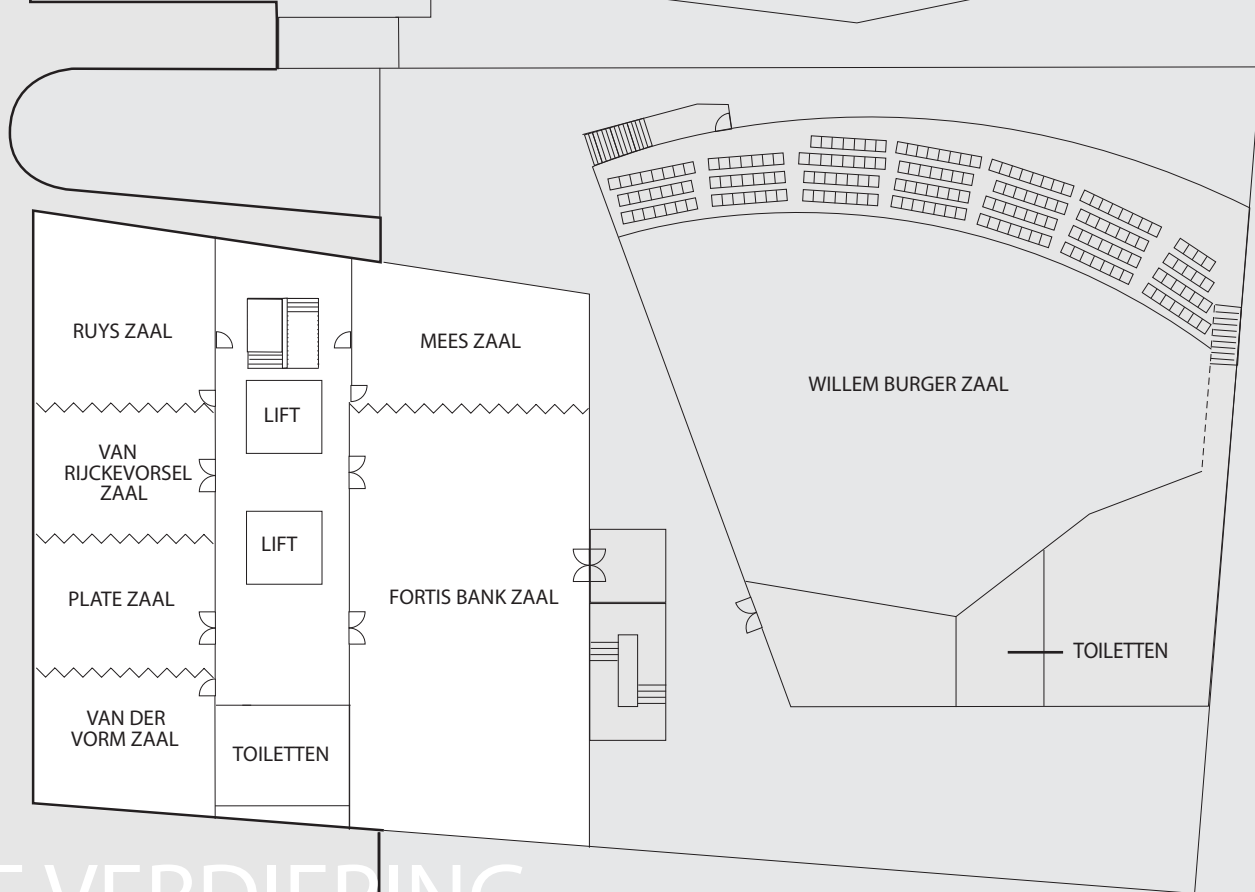 RUYS ZAAL
MEES ZAAL
WILLEM BURGER ZAAL
LIFT
VAN
RIJCKEVORSEL
ZAAL
LIFT
PLATE ZAAL
FORTIS BANK ZAAL
TOILETTEN
VAN DER
VORM ZAAL
TOILETTEN
VERDIEPING